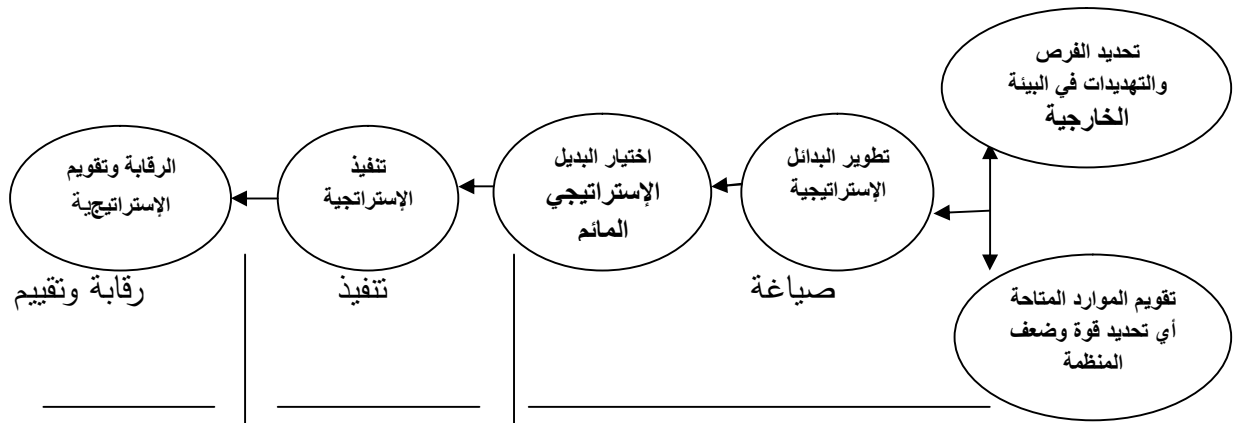 تحديد الفرص
والتهديدات في البيئة
الخارجية
تطوير البدائل
الإستراتيجية
اختيار البديل
الإستراتيجي
المائم
تنفيذ
الإستراتجية
الرقابة وتقويم
الإستراتيجية
صياغة
تنفيذ
رقابة وتقييم
تقويم الموارد المتاحة
أي تحديد قوة وضعف
المنظمة